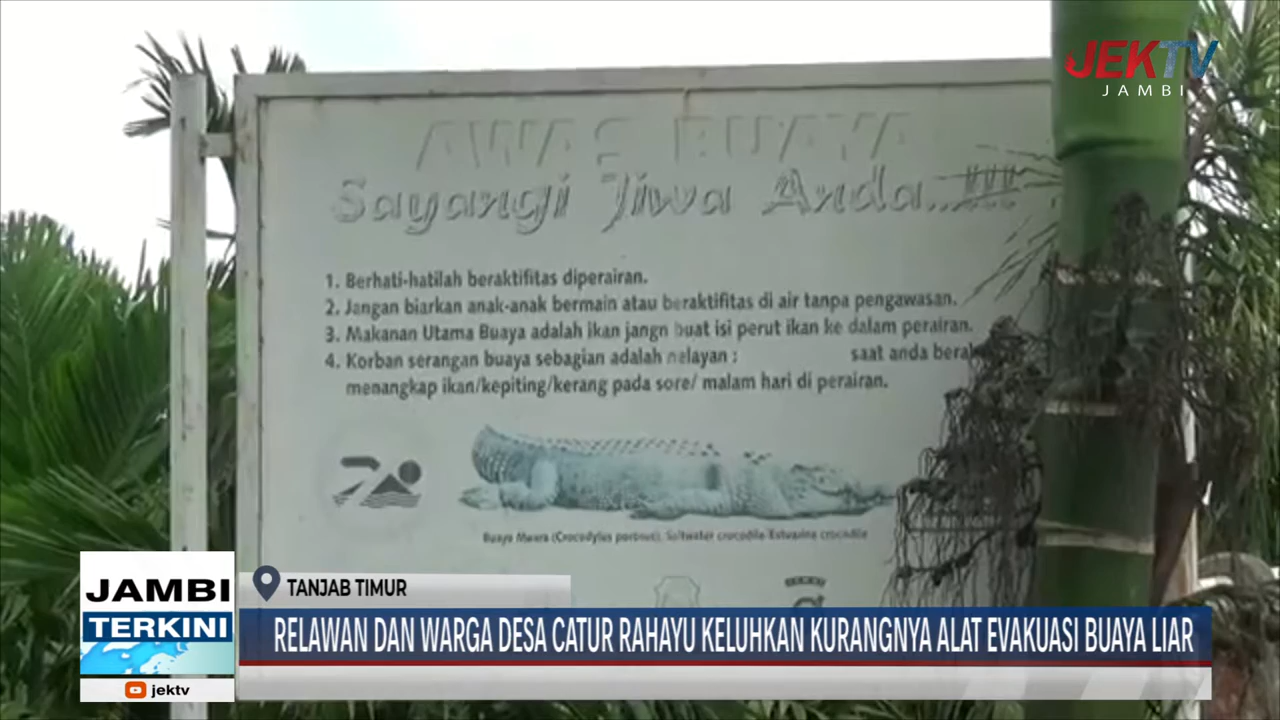 JEKTV
JAMBI
AWAS BUAYA
Sayangi Jiwa Anda..!!!
1. Berhati-hatilah beraktifitas diperairan.
2. Jangan biarkan anak-anak bermain atau beraktifitas di air tanpa pengawasan.
3. Makanan Utama Buaya adalah ikan jangn buat isi perut ikan ke dalam perairan.
4. Korban serangan buaya sebagian adalah nelayan : saat anda berak
menangkap ikan/kepiting/kerang pada sore/ malam hari di perairan.
Buaya Muara (Crocodylus porosus), Saltwater crocodile/Estuarine crocodile
JAMBI
TERKINI
jektv
TANJAB TIMUR
RELAWAN DAN WARGA DESA CATUR RAHAYU KELUHKAN KURANGNYA ALAT EVAKUASI BUAYA LIAR